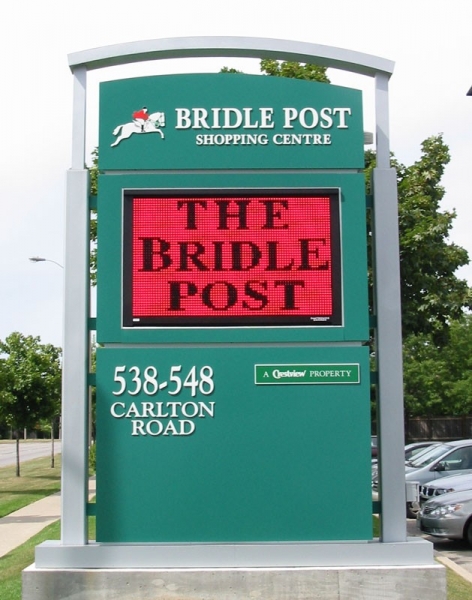 BRIDLE POST
SHOPPING CENTRE
THE
BRIDLE
POST
538-548
CARLTON
ROAD
A Crestview PROPERTY